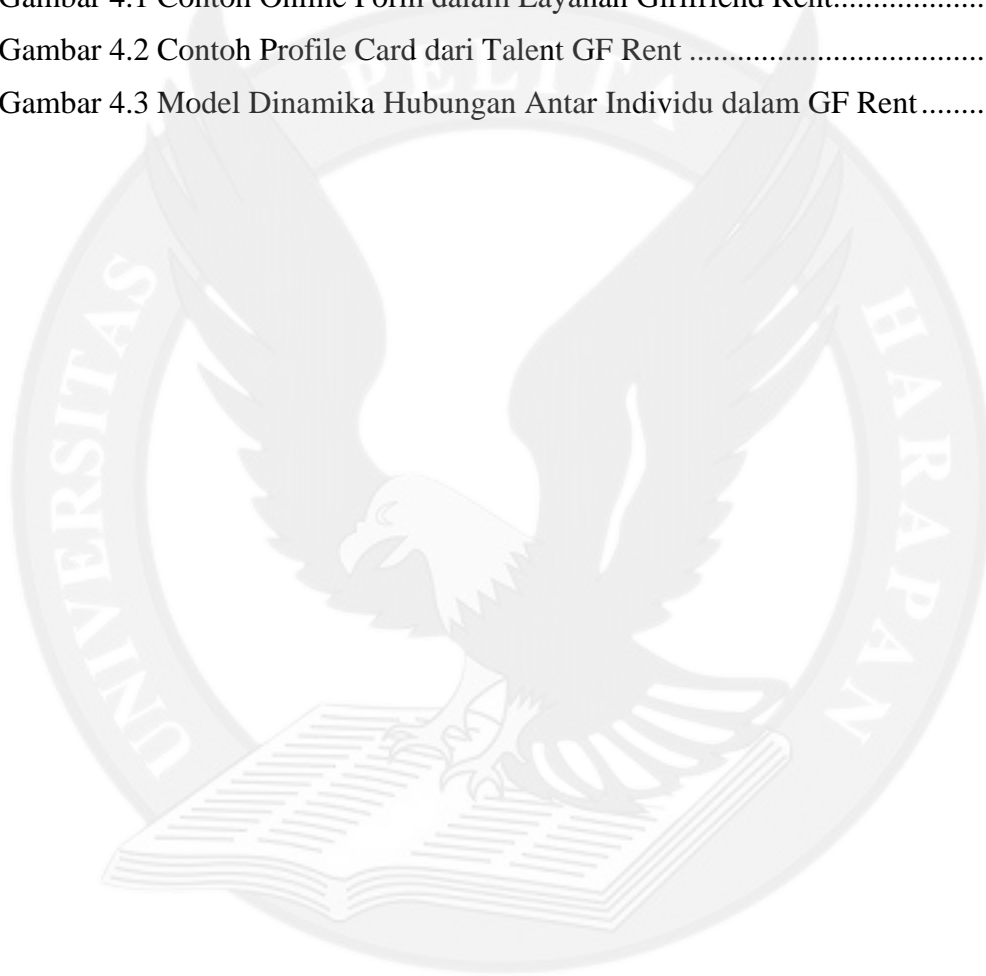 Gambar 4.1 Contoh Online Form dalam Layanan Girlfriend Rent....................
Gambar 4.2 Contoh Profile Card dari Talent GF Rent ......................................
Gambar 4.3 Model Dinamika Hubungan Antar Individu dalam GF Rent........
UNIVERSITAS PELITA HARAPAN